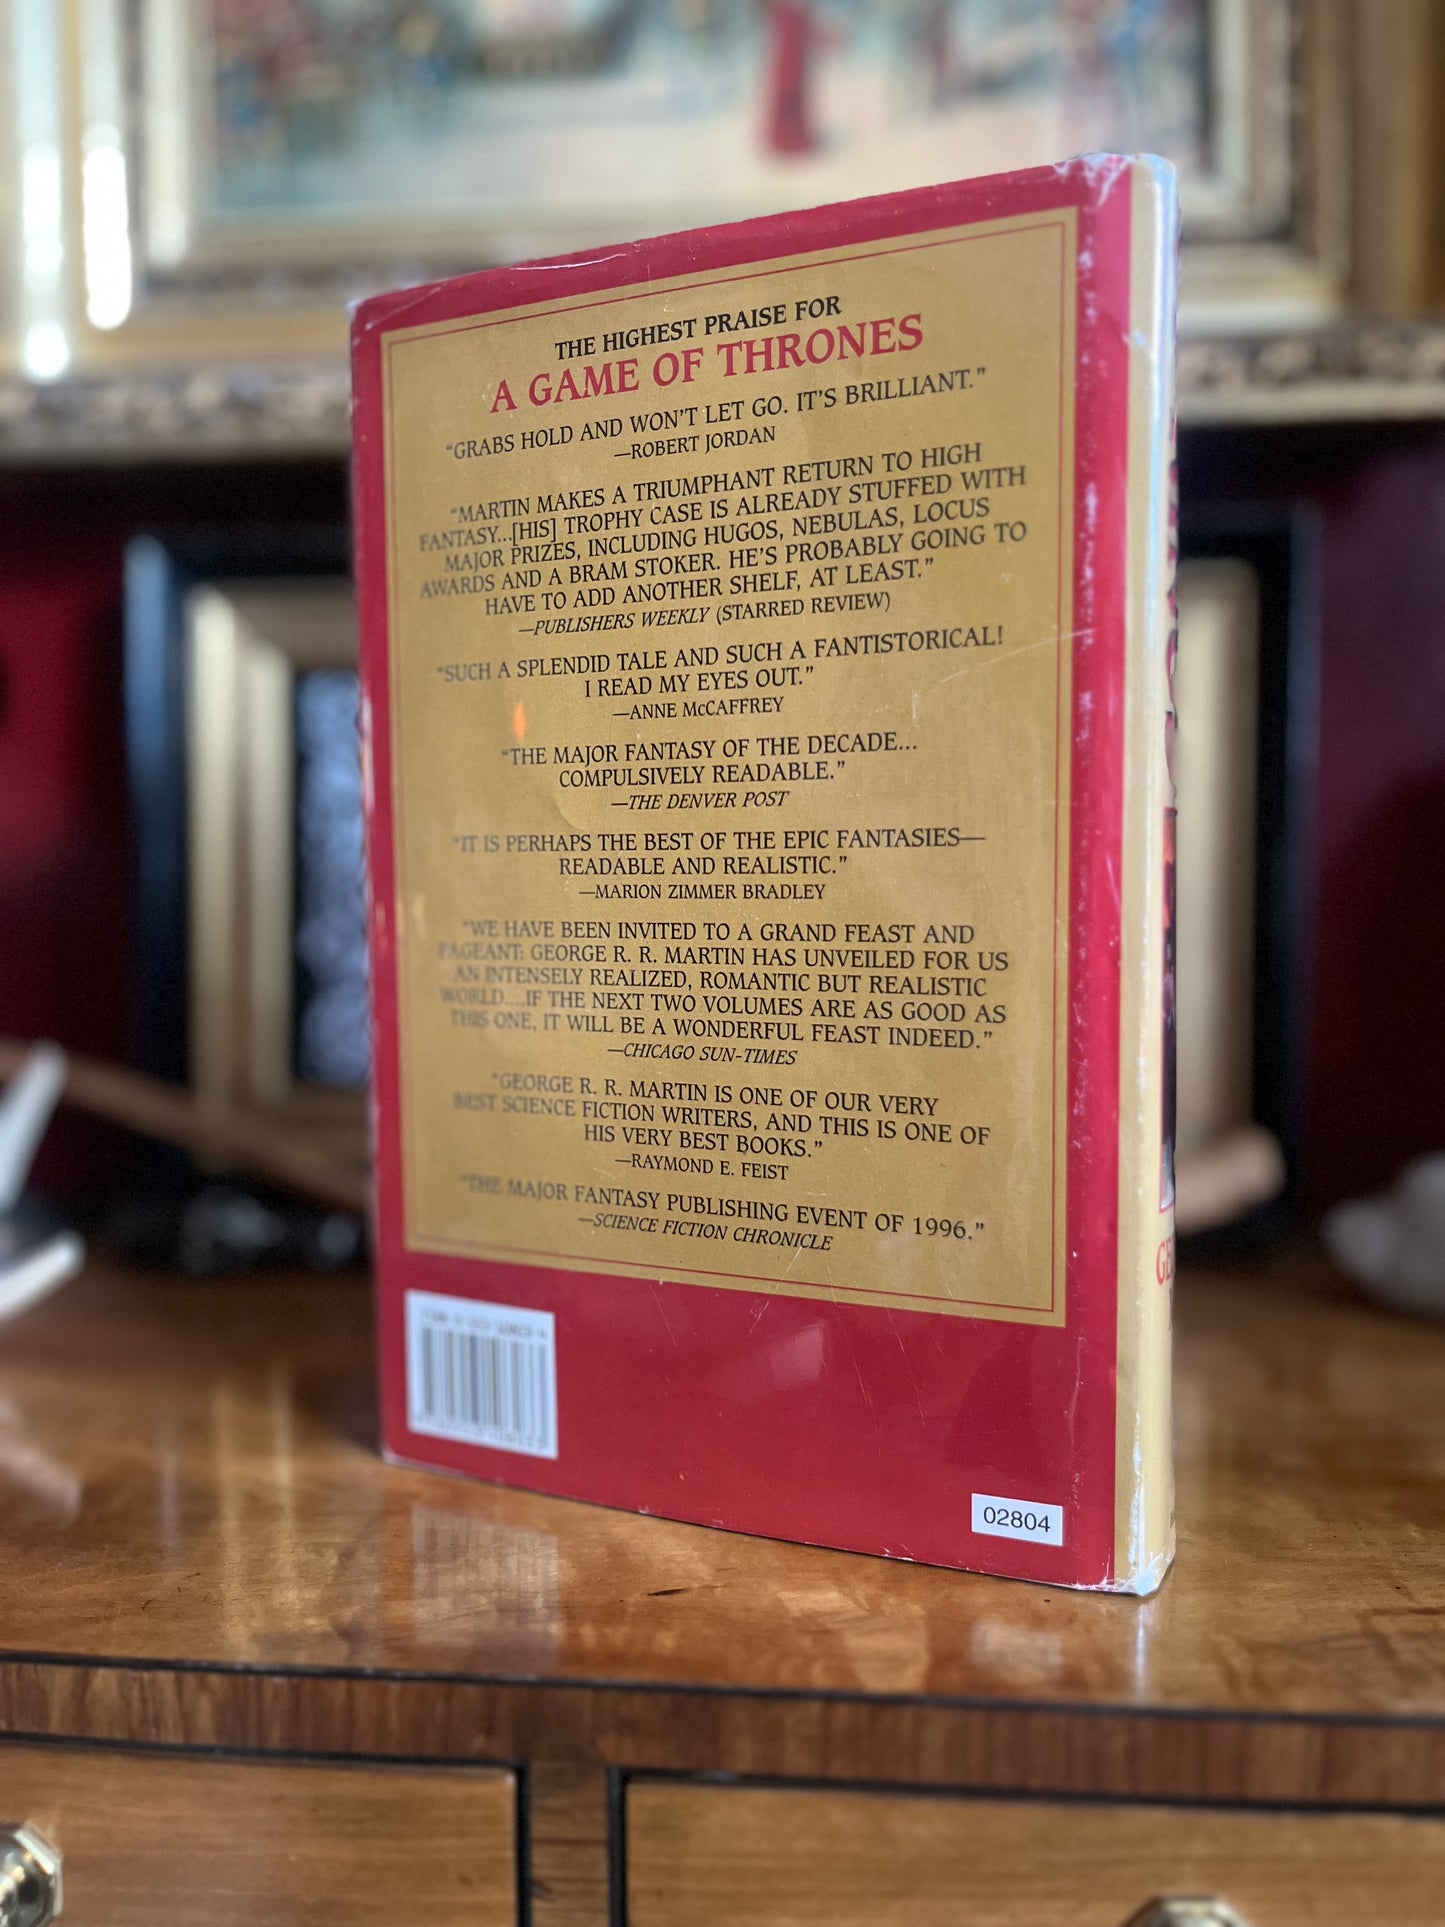 THE HIGHEST PRAISE FOR
A GAME OF THRONES
“GRABS HOLD AND WON’T LET GO. IT’S BRILLIANT.”
—ROBERT JORDAN
“MARTIN MAKES A TRIUMPHANT RETURN TO HIGH
FANTASY...[HIS] TROPHY CASE IS ALREADY STUFFED WITH
MAJOR PRIZES, INCLUDING HUGOS, NEBULAS, LOCUS
AWARDS AND A BRAM STOKER. HE’S PROBABLY GOING TO
HAVE TO ADD ANOTHER SHELF, AT LEAST.”
—PUBLISHERS WEEKLY (STARRED REVIEW)
“SUCH A SPLENDID TALE AND SUCH A FANTISTORICAL!
I READ MY EYES OUT.”
—ANNE McCAFFREY
“THE MAJOR FANTASY OF THE DECADE...
COMPULSIVELY READABLE.”
—THE DENVER POST
“IT IS PERHAPS THE BEST OF THE EPIC FANTASIES—
READABLE AND REALISTIC.”
—MARION ZIMMER BRADLEY
“WE HAVE BEEN INVITED TO A GRAND FEAST AND
PAGEANT: GEORGE R. R. MARTIN HAS UNVEILED FOR US
AN INTENSELY REALIZED, ROMANTIC BUT REALISTIC
WORLD....IF THE NEXT TWO VOLUMES ARE AS GOOD AS
THIS ONE, IT WILL BE A WONDERFUL FEAST INDEED.”
—CHICAGO SUN-TIMES
“GEORGE R. R. MARTIN IS ONE OF OUR VERY
BEST SCIENCE FICTION WRITERS, AND THIS IS ONE OF
HIS VERY BEST BOOKS.”
—RAYMOND E. FEIST
“THE MAJOR FANTASY PUBLISHING EVENT OF 1996.”
—SCIENCE FICTION CHRONICLE
02804